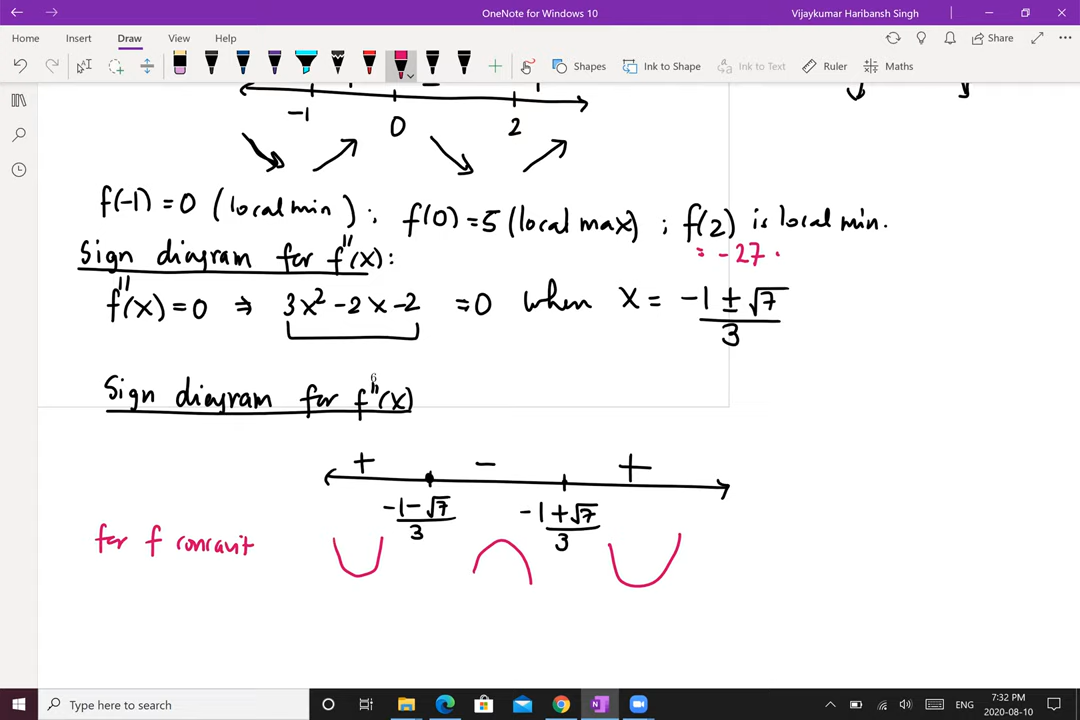 OneNote for Windows 10
Vijaykumar Haribansh Singh
Home Insert Draw View Help
Share
Shapes Ink to Shape Ink to Text Ruler Maths
-1 0 2
f(-1) = 0 (local min); f(0) = 5 (local max) ; f(2) is local min.
= -27.
Sign diagram for f''(x):
f''(x) = 0 ⇒ 3x² - 2x - 2 = 0 when x = (-1 ± √7)/3
Sign diagram for f''(x)
+ - +
(-1-√7)/3 (-1+√7)/3
for f concavit
Type here to search
ENG
7:32 PM
2020-08-10